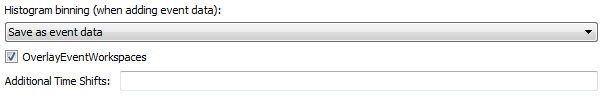 Histogram binning (when adding event data):
Save as event data
OverlayEventWorkspaces
Additional Time Shifts: